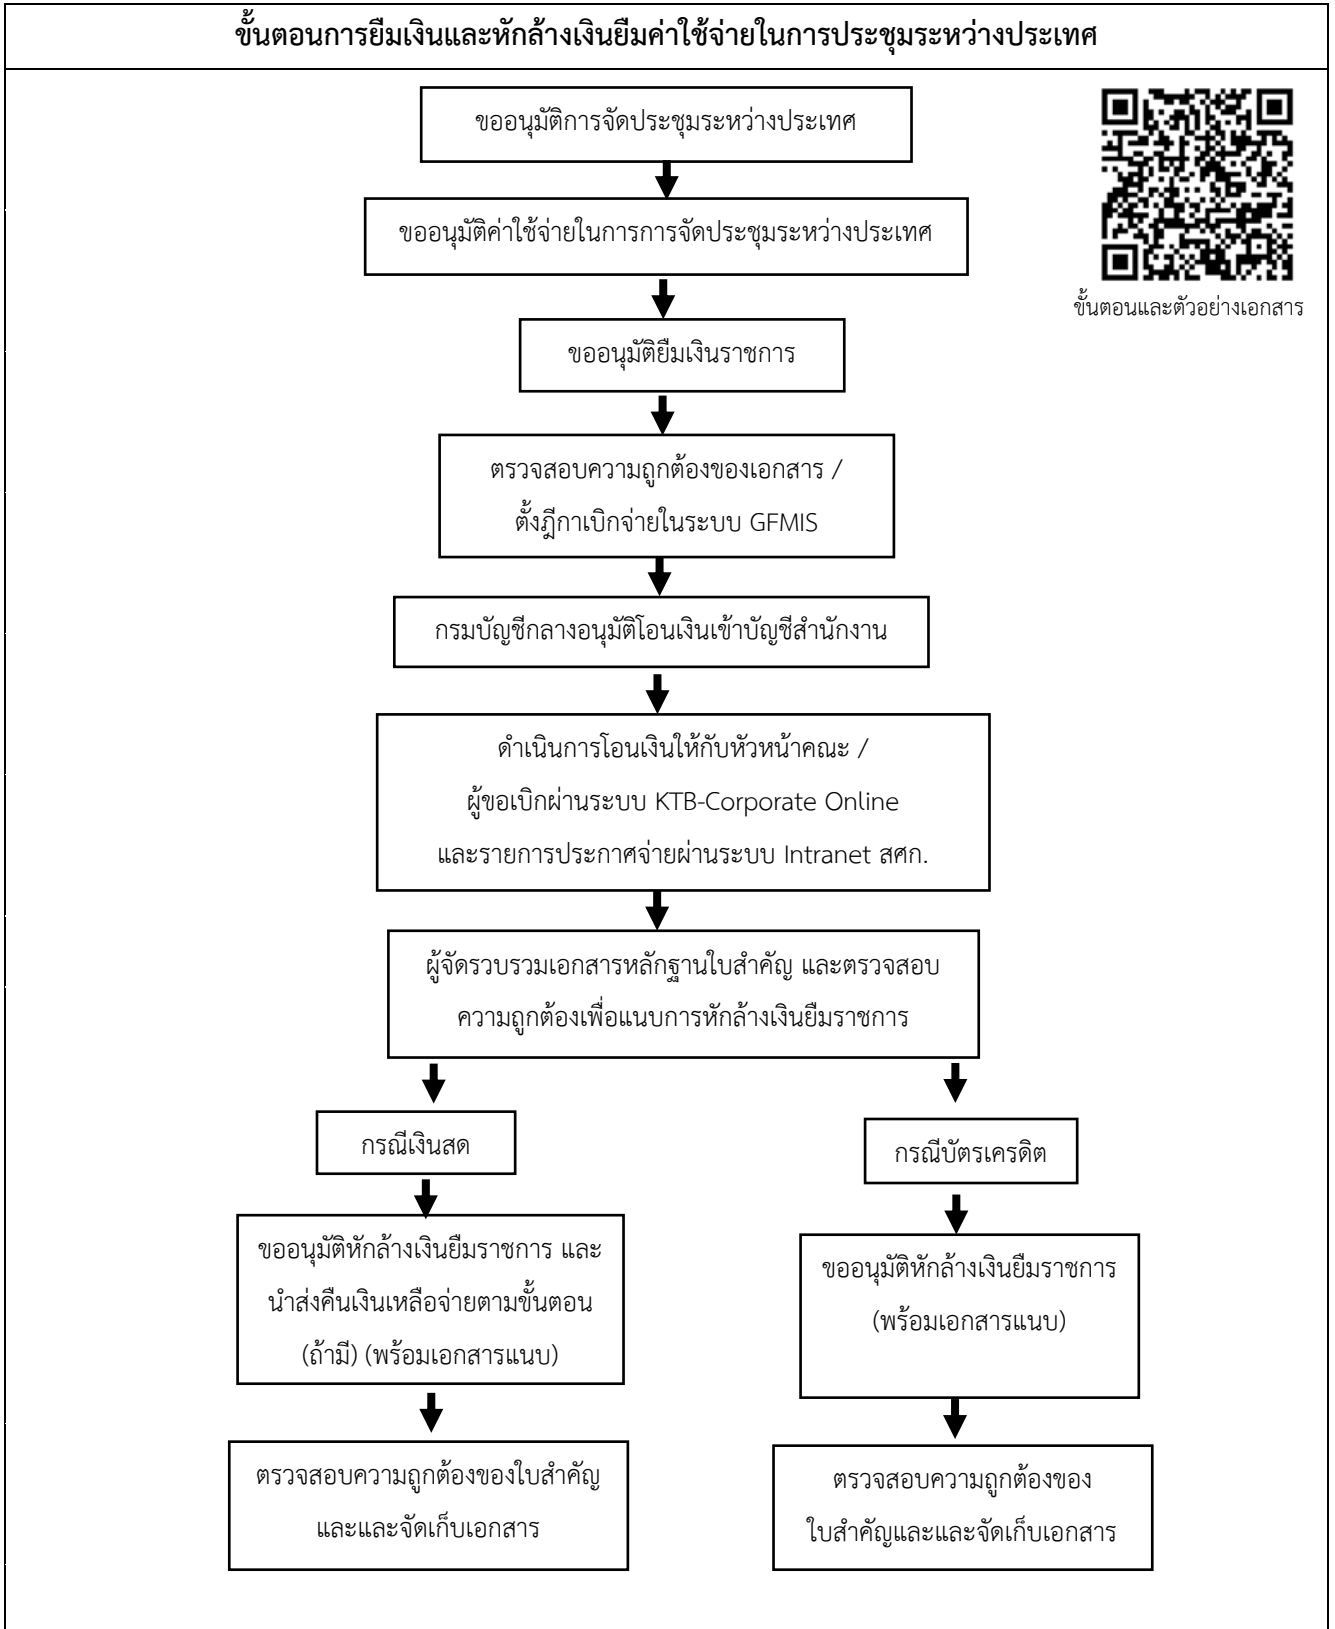 ขั้นตอนการยืมเงินและหักล้างเงินยืมค่าใช้จ่ายในการประชุมระหว่างประเทศ
ขออนุมัติการจัดประชุมระหว่างประเทศ
ขออนุมัติค่าใช้จ่ายในการการจัดประชุมระหว่างประเทศ
ขั้นตอนและตัวอย่างเอกสาร
ขออนุมัติยืมเงินราชการ
ตรวจสอบความถูกต้องของเอกสาร /
ตั้งฎีกาเบิกจ่ายในระบบ GFMIS
กรมบัญชีกลางอนุมัติโอนเงินเข้าบัญชีสำนักงาน
ดำเนินการโอนเงินให้กับหัวหน้าคณะ /
ผู้ขอเบิกผ่านระบบ KTB-Corporate Online
และรายการประกาศจ่ายผ่านระบบ Intranet สศก.
ผู้จัดรวบรวมเอกสารหลักฐานใบสำคัญ และตรวจสอบ
ความถูกต้องเพื่อแนบการหักล้างเงินยืมราชการ
กรณีเงินสด
ขออนุมัติหักล้างเงินยืมราชการ และ
นำส่งคืนเงินเหลือจ่ายตามขั้นตอน
(ถ้ามี) (พร้อมเอกสารแนบ)
ตรวจสอบความถูกต้องของใบสำคัญ
และและจัดเก็บเอกสาร
กรณีบัตรเครดิต
ขออนุมัติหักล้างเงินยืมราชการ
(พร้อมเอกสารแนบ)
ตรวจสอบความถูกต้องของ
ใบสำคัญและและจัดเก็บเอกสาร